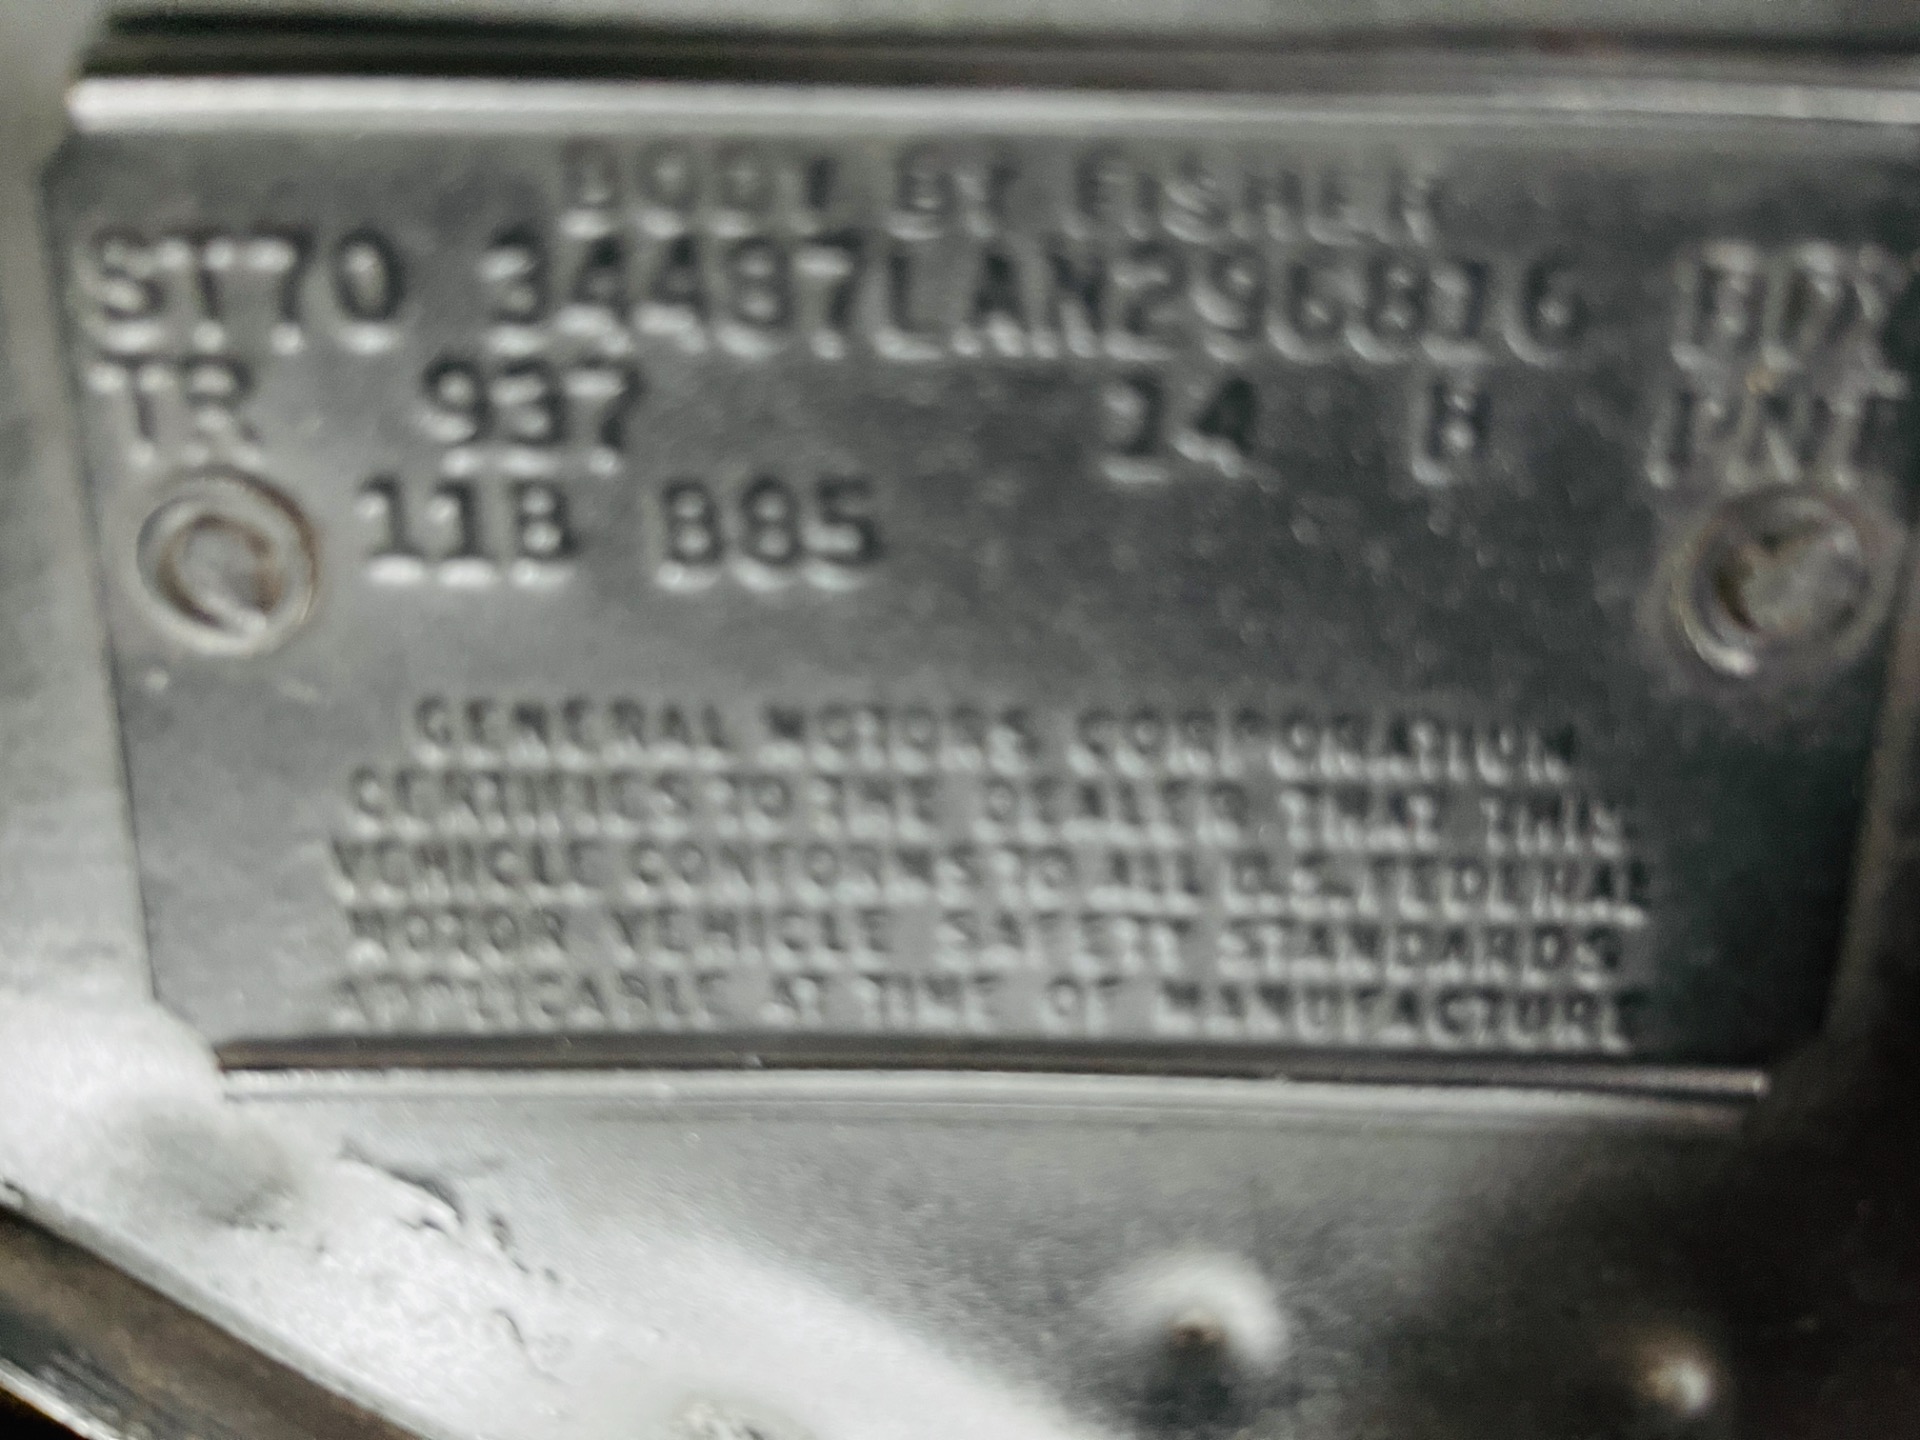 BODY BY FISHER
ST70 34487LAN296816 BDY
TR 937 14 H PNT
11B B85
GENERAL MOTORS CORPORATION
CERTIFIES TO THE DEALER THAT THIS
VEHICLE CONFORMS TO ALL U.S. FEDERAL
MOTOR VEHICLE SAFETY STANDARDS
APPLICABLE AT TIME OF MANUFACTURE